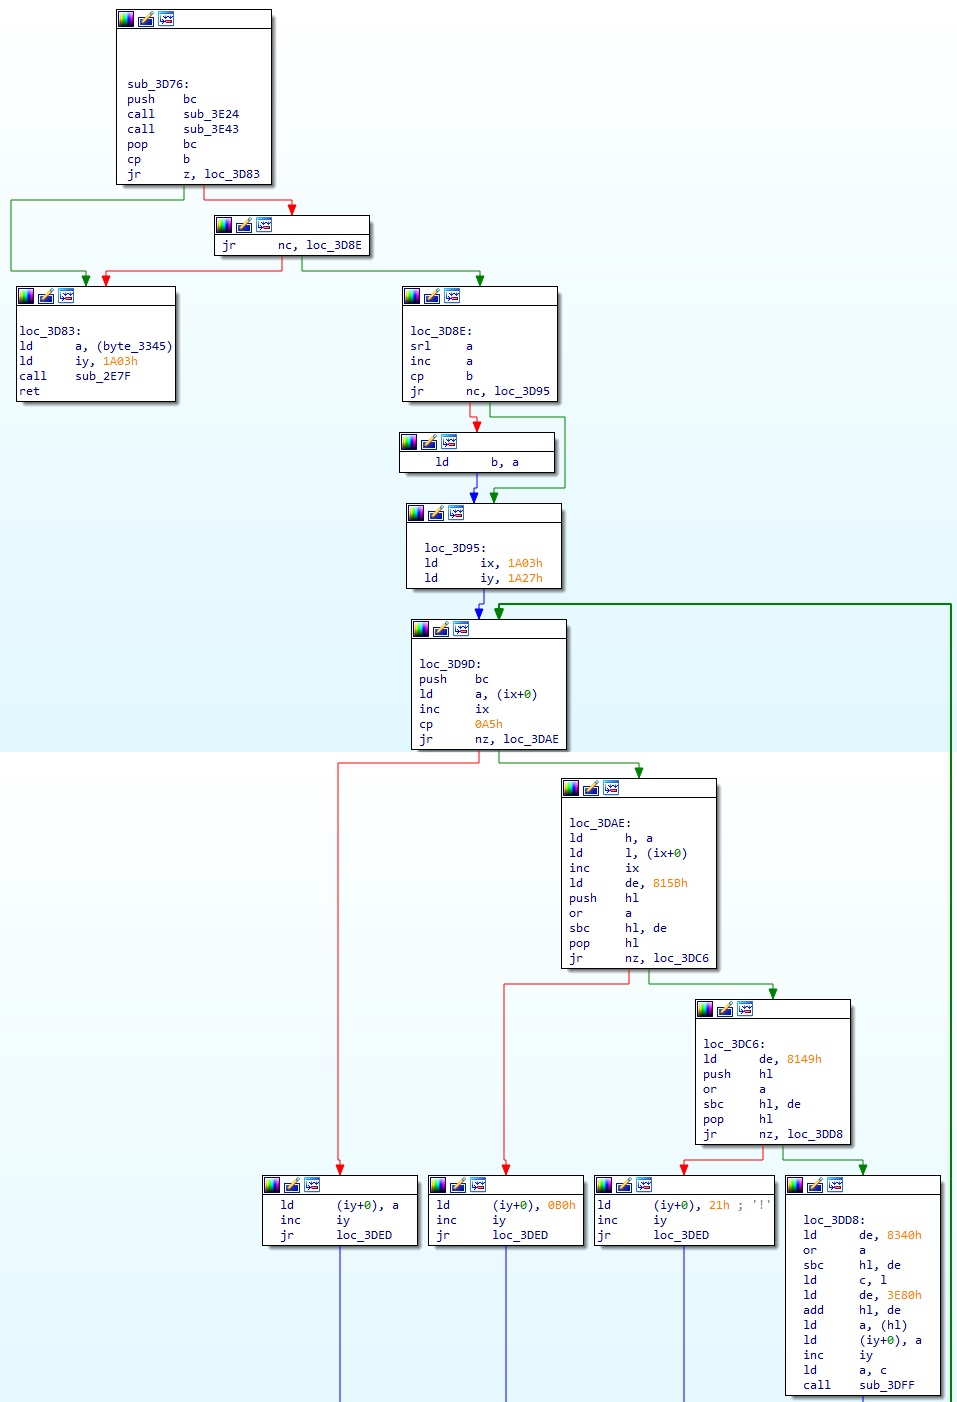 sub_3D76:
push bc
call sub_3E24
call sub_3E43
pop bc
cp b
jr z, loc_3D83
jr nc, loc_3D8E
loc_3D83:
ld a, (byte_3345)
ld iy, 1A03h
call sub_2E7F
ret
loc_3D8E:
srl a
inc a
cp b
jr nc, loc_3D95
ld b, a
loc_3D95:
ld ix, 1A03h
ld iy, 1A27h
loc_3D9D:
push bc
ld a, (ix+0)
inc ix
cp 0A5h
jr nz, loc_3DAE
loc_3DAE:
ld h, a
ld l, (ix+0)
inc ix
ld de, 815Bh
push hl
or a
sbc hl, de
pop hl
jr nz, loc_3DC6
loc_3DC6:
ld de, 8149h
push hl
or a
sbc hl, de
pop hl
jr nz, loc_3DD8
ld (iy+0), a
inc iy
jr loc_3DED
ld (iy+0), 0B0h
inc iy
jr loc_3DED
ld (iy+0), 21h ; '!'
inc iy
jr loc_3DED
loc_3DD8:
ld de, 8340h
or a
sbc hl, de
ld c, l
ld de, 3E80h
add hl, de
ld a, (hl)
ld (iy+0), a
inc iy
ld a, c
call sub_3DFF